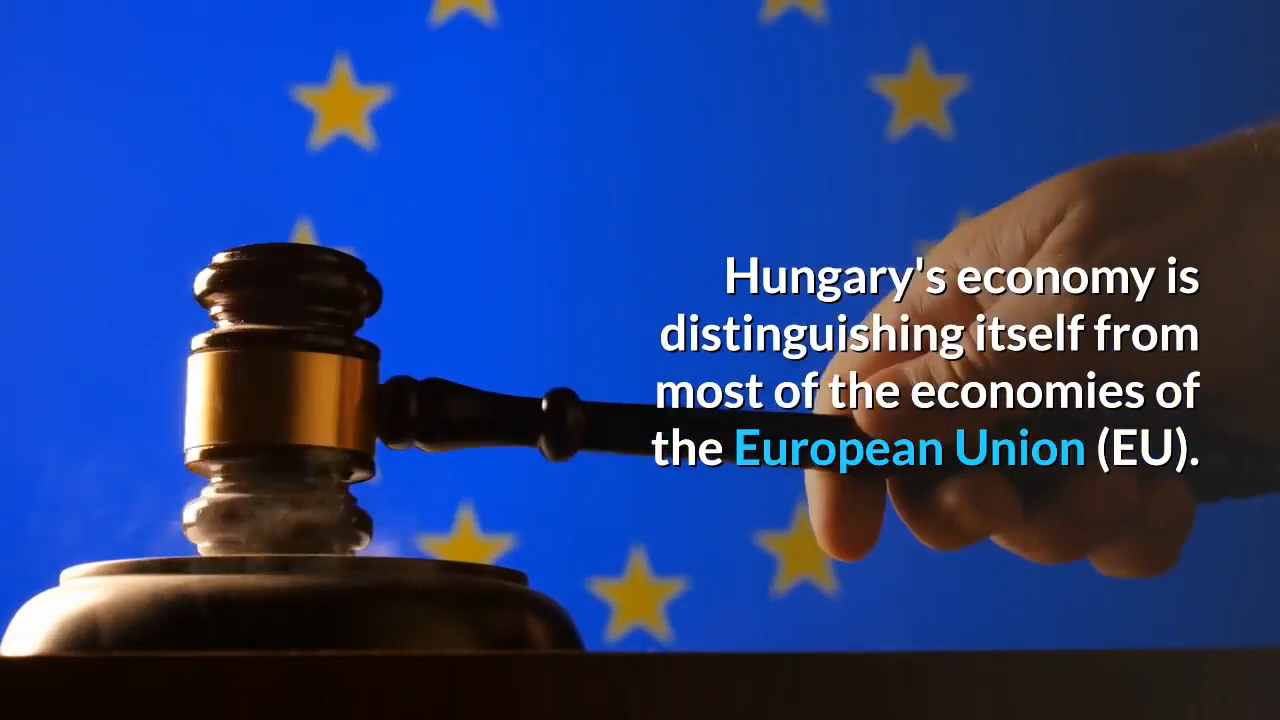 Hungary's economy is
distinguishing itself from
most of the economies of
the European Union (EU).